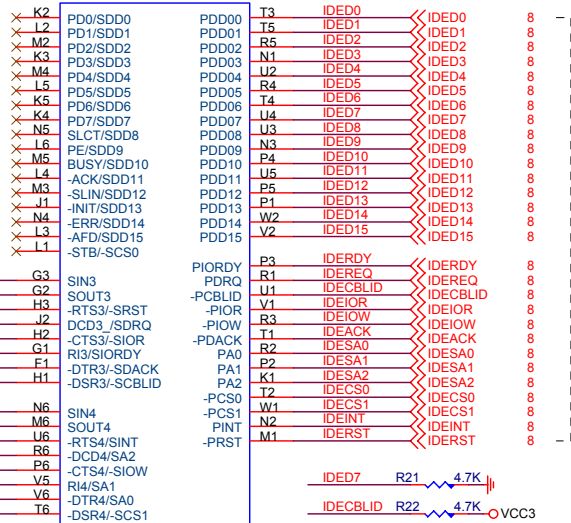 K2 PD0/SDD0 PDD00 T3 IDED0 IDED0 8
L2 PD1/SDD1 PDD01 T5 IDED1 IDED1 8
M2 PD2/SDD2 PDD02 R5 IDED2 IDED2 8
K3 PD3/SDD3 PDD03 N1 IDED3 IDED3 8
M4 PD4/SDD4 PDD04 U2 IDED4 IDED4 8
L5 PD5/SDD5 PDD05 R4 IDED5 IDED5 8
K5 PD6/SDD6 PDD06 T4 IDED6 IDED6 8
K4 PD7/SDD7 PDD07 U4 IDED7 IDED7 8
N5 SLCT/SDD8 PDD08 U3 IDED8 IDED8 8
L6 PE/SDD9 PDD09 N3 IDED9 IDED9 8
M5 BUSY/SDD10 PDD10 P4 IDED10 IDED10 8
L4 -ACK/SDD11 PDD11 U5 IDED11 IDED11 8
M3 -SLIN/SDD12 PDD12 P5 IDED12 IDED12 8
J1 -INIT/SDD13 PDD13 P1 IDED13 IDED13 8
N4 -ERR/SDD14 PDD14 W2 IDED14 IDED14 8
L3 -AFD/SDD15 PDD15 V2 IDED15 IDED15 8
L1 -STB/-SCS0
PIORDY P3 IDERDY IDERDY 8
G3 SIN3 PDRQ R1 IDEREQ IDEREQ 8
G2 SOUT3 -PCBLID U1 IDECBLID IDECBLID 8
H3 -RTS3/-SRST -PIOR V1 IDEIOR IDEIOR 8
J2 DCD3_/SDRQ -PIOW R3 IDEIOW IDEIOW 8
H2 -CTS3/-SIOR -PDACK T1 IDEACK IDEACK 8
G1 RI3/SIORDY PA0 R2 IDESA0 IDESA0 8
F1 -DTR3/-SDACK PA1 P2 IDESA1 IDESA1 8
H1 -DSR3/-SCBLID PA2 K1 IDESA2 IDESA2 8
-PCS0 T2 IDECS0 IDECS0 8
N6 SIN4 -PCS1 W1 IDECS1 IDECS1 8
M6 SOUT4 PINT N2 IDEINT IDEINT 8
U6 -RTS4/SINT -PRST M1 IDERST IDERST 8
R6 -DCD4/SA2
P6 -CTS4/-SIOW
V5 RI4/SA1 IDED7 R21 4.7K
V6 -DTR4/SA0
T6 -DSR4/-SCS1 IDECBLID R22 4.7K VCC3